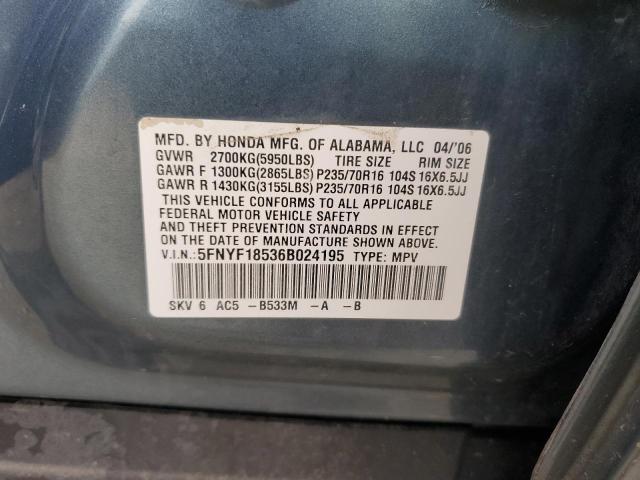 MFD. BY HONDA MFG. OF ALABAMA, LLC 04/'06
GVWR 2700KG(5950LBS) TIRE SIZE RIM SIZE
GAWR F 1300KG(2865LBS) P235/70R16 104S 16X6.5JJ
GAWR R 1430KG(3155LBS) P235/70R16 104S 16X6.5JJ
THIS VEHICLE CONFORMS TO ALL APPLICABLE
FEDERAL MOTOR VEHICLE SAFETY
AND THEFT PREVENTION STANDARDS IN EFFECT
ON THE DATE OF MANUFACTURE SHOWN ABOVE.
V.I.N.: 5FNYF18536B024195 TYPE: MPV
SKV 6 AC5 -B533M -A -B